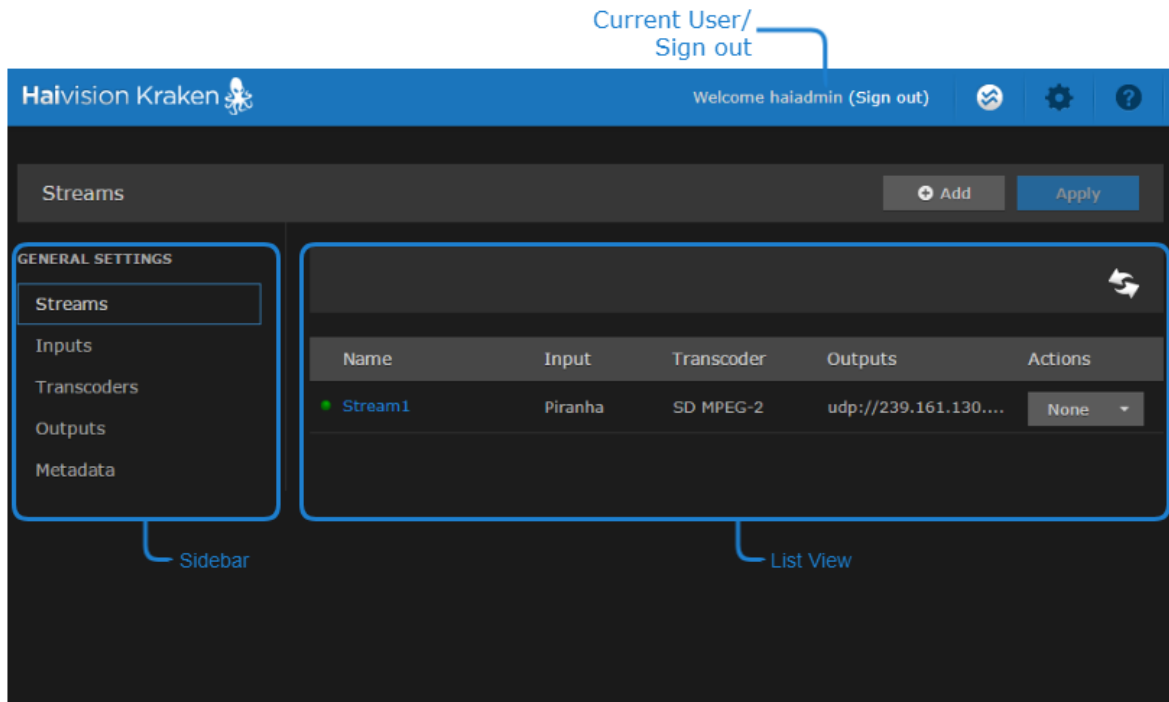 Current User/
Sign out
Haivision Kraken
Welcome haiadmin (Sign out)
?
Streams
Add
Apply
GENERAL SETTINGS
Streams
Inputs
Transcoders
Outputs
Metadata
Name Input Transcoder Outputs Actions
Stream1 Piranha SD MPEG-2 udp://239.161.130.... None
Sidebar
List View